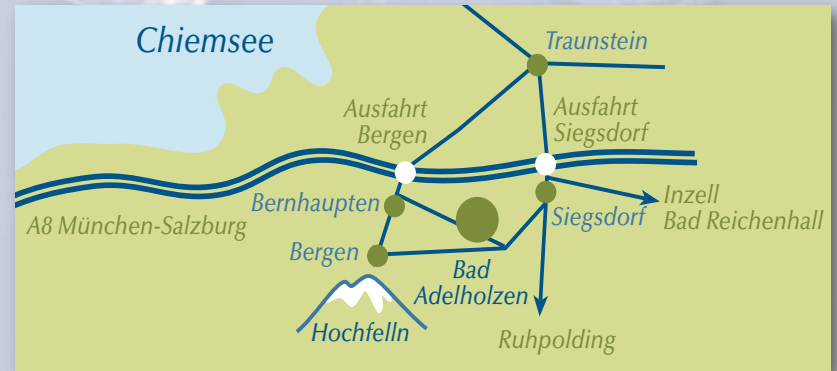 Chiemsee
Traunstein
Ausfahrt
Bergen
Ausfahrt
Siegsdorf
A8 München-Salzburg
Bernhaupten
Siegsdorf
Inzell
Bad Reichenhall
Bergen
Bad
Adelholzen
Hochfelln
Ruhpolding